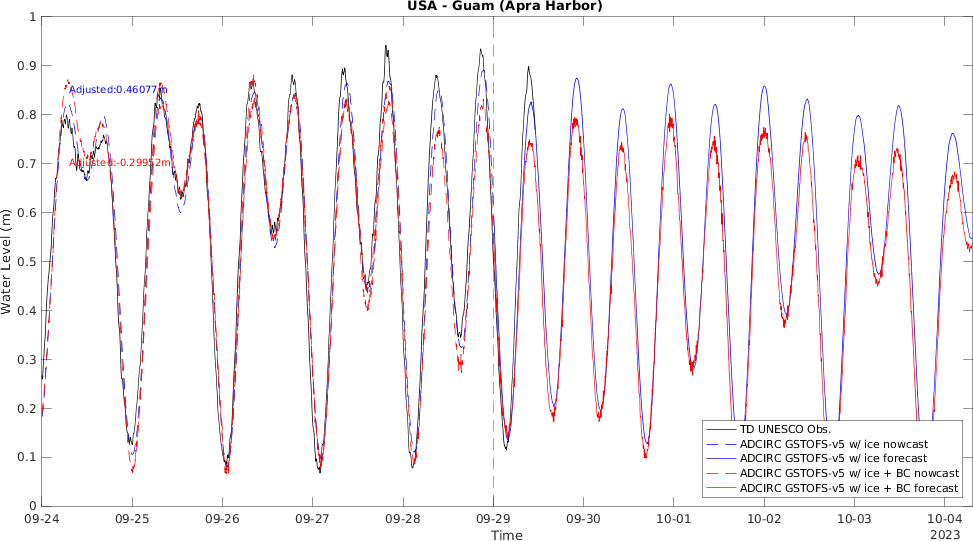 USA - Guam (Apra Harbor)
Water Level (m)
1
0.9
0.8
0.7
0.6
0.5
0.4
0.3
0.2
0.1
0
Adjusted:0.46077m
Adjusted:-0.29952m
TD UNESCO Obs.
ADCIRC GSTOFS-v5 w/ ice nowcast
ADCIRC GSTOFS-v5 w/ ice forecast
ADCIRC GSTOFS-v5 w/ ice + BC nowcast
ADCIRC GSTOFS-v5 w/ ice + BC forecast
09-24 09-25 09-26 09-27 09-28 09-29 09-30 10-01 10-02 10-03 10-04
2023
Time